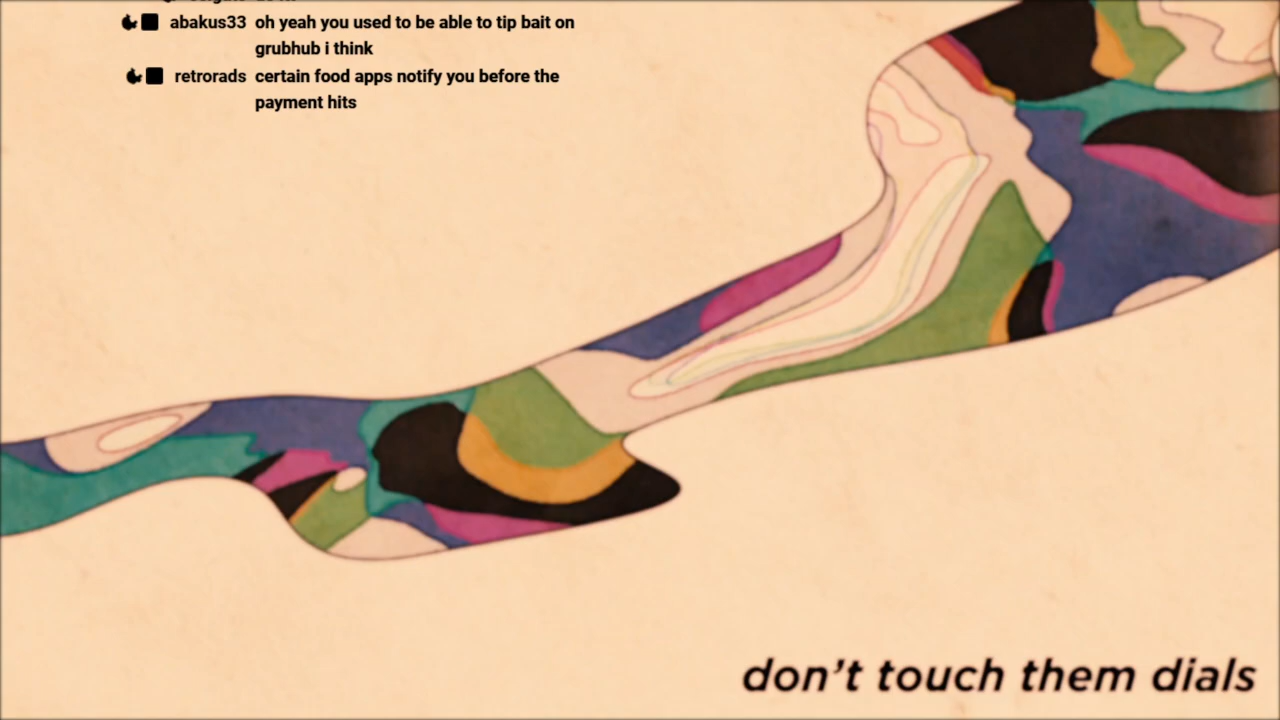 abakus33 oh yeah you used to be able to tip bait on
grubhub i think
retrorads certain food apps notify you before the
payment hits
don't touch them dials